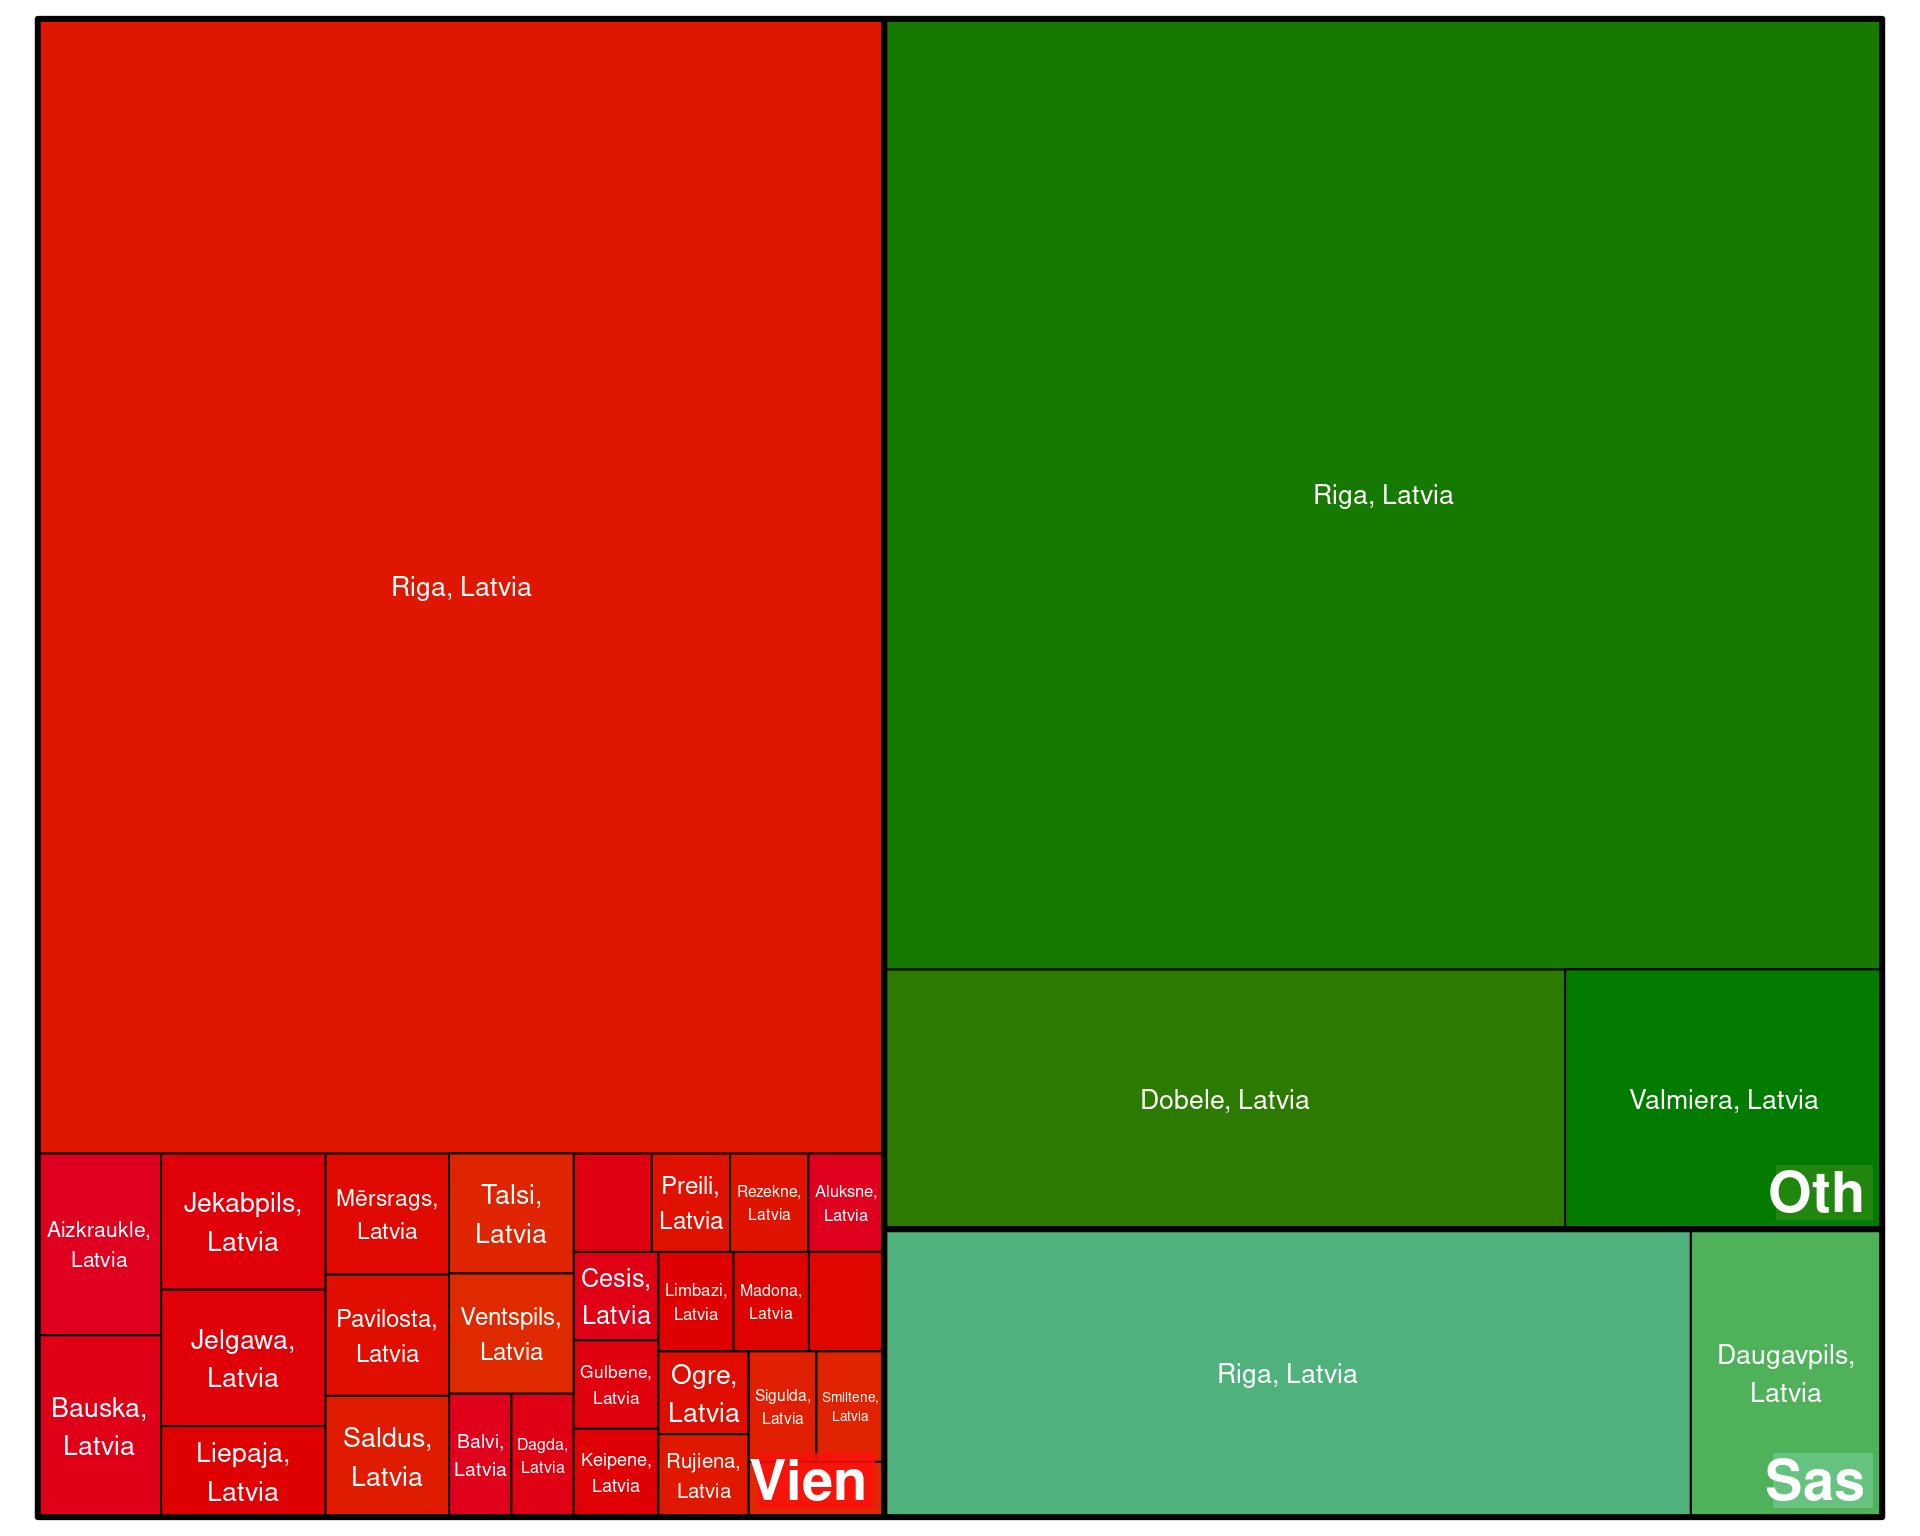 Riga, Latvia
Aizkraukle,
Latvia
Bauska,
Latvia
Jekabpils,
Latvia
Jelgawa,
Latvia
Liepaja,
Latvia
Mērsrags,
Latvia
Pavilosta,
Latvia
Saldus,
Latvia
Talsi,
Latvia
Ventspils,
Latvia
Balvi,
Latvia
Dagda,
Latvia
Cesis,
Latvia
Gulbene,
Latvia
Keipene,
Latvia
Preili,
Latvia
Rezekne,
Latvia
Aluksne,
Latvia
Limbazi,
Latvia
Madona,
Latvia
Ogre,
Latvia
Rujiena,
Latvia
Sigulda,
Latvia
Smiltene,
Latvia
Vien
Riga, Latvia
Dobele, Latvia
Valmiera, Latvia
Oth
Riga, Latvia
Daugavpils,
Latvia
Sas